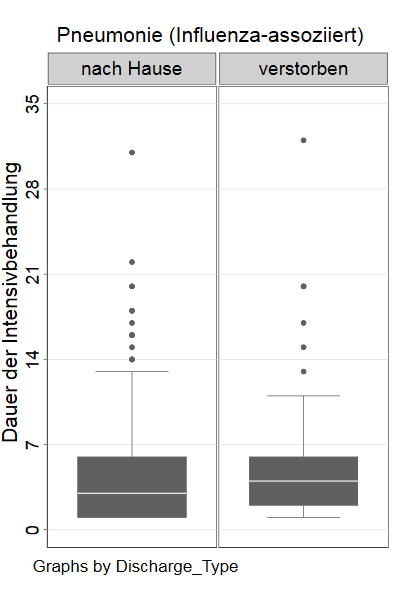 Pneumonie (Influenza-assoziiert)
nach Hause verstorben
Dauer der Intensivbehandlung
35
28
21
14
7
0
Graphs by Discharge_Type